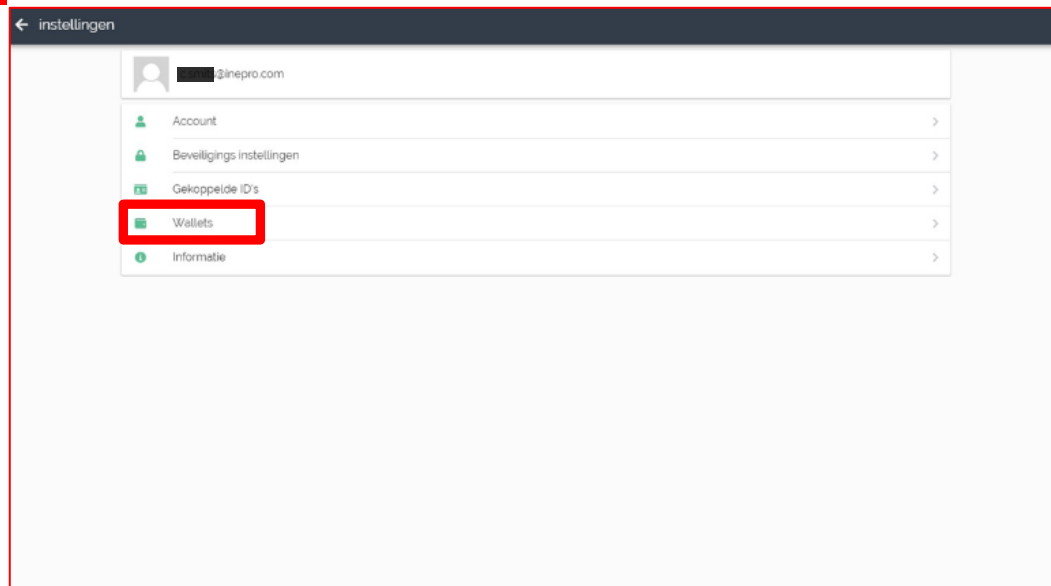 instellingen
@inepro.com
Account
Beveiligings instellingen
Gekoppelde ID's
Wallets
Informatie